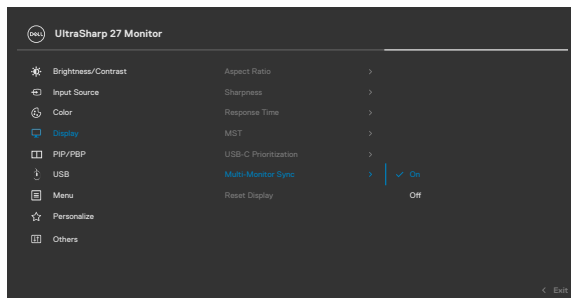 DELL UltraSharp 27 Monitor
Brightness/Contrast Aspect Ratio >
Input Source Sharpness >
Color Response Time >
Display MST >
PIP/PBP USB-C Prioritization >
USB Multi-Monitor Sync > ✓ On
Menu Reset Display Off
Personalize
Others
< Exit